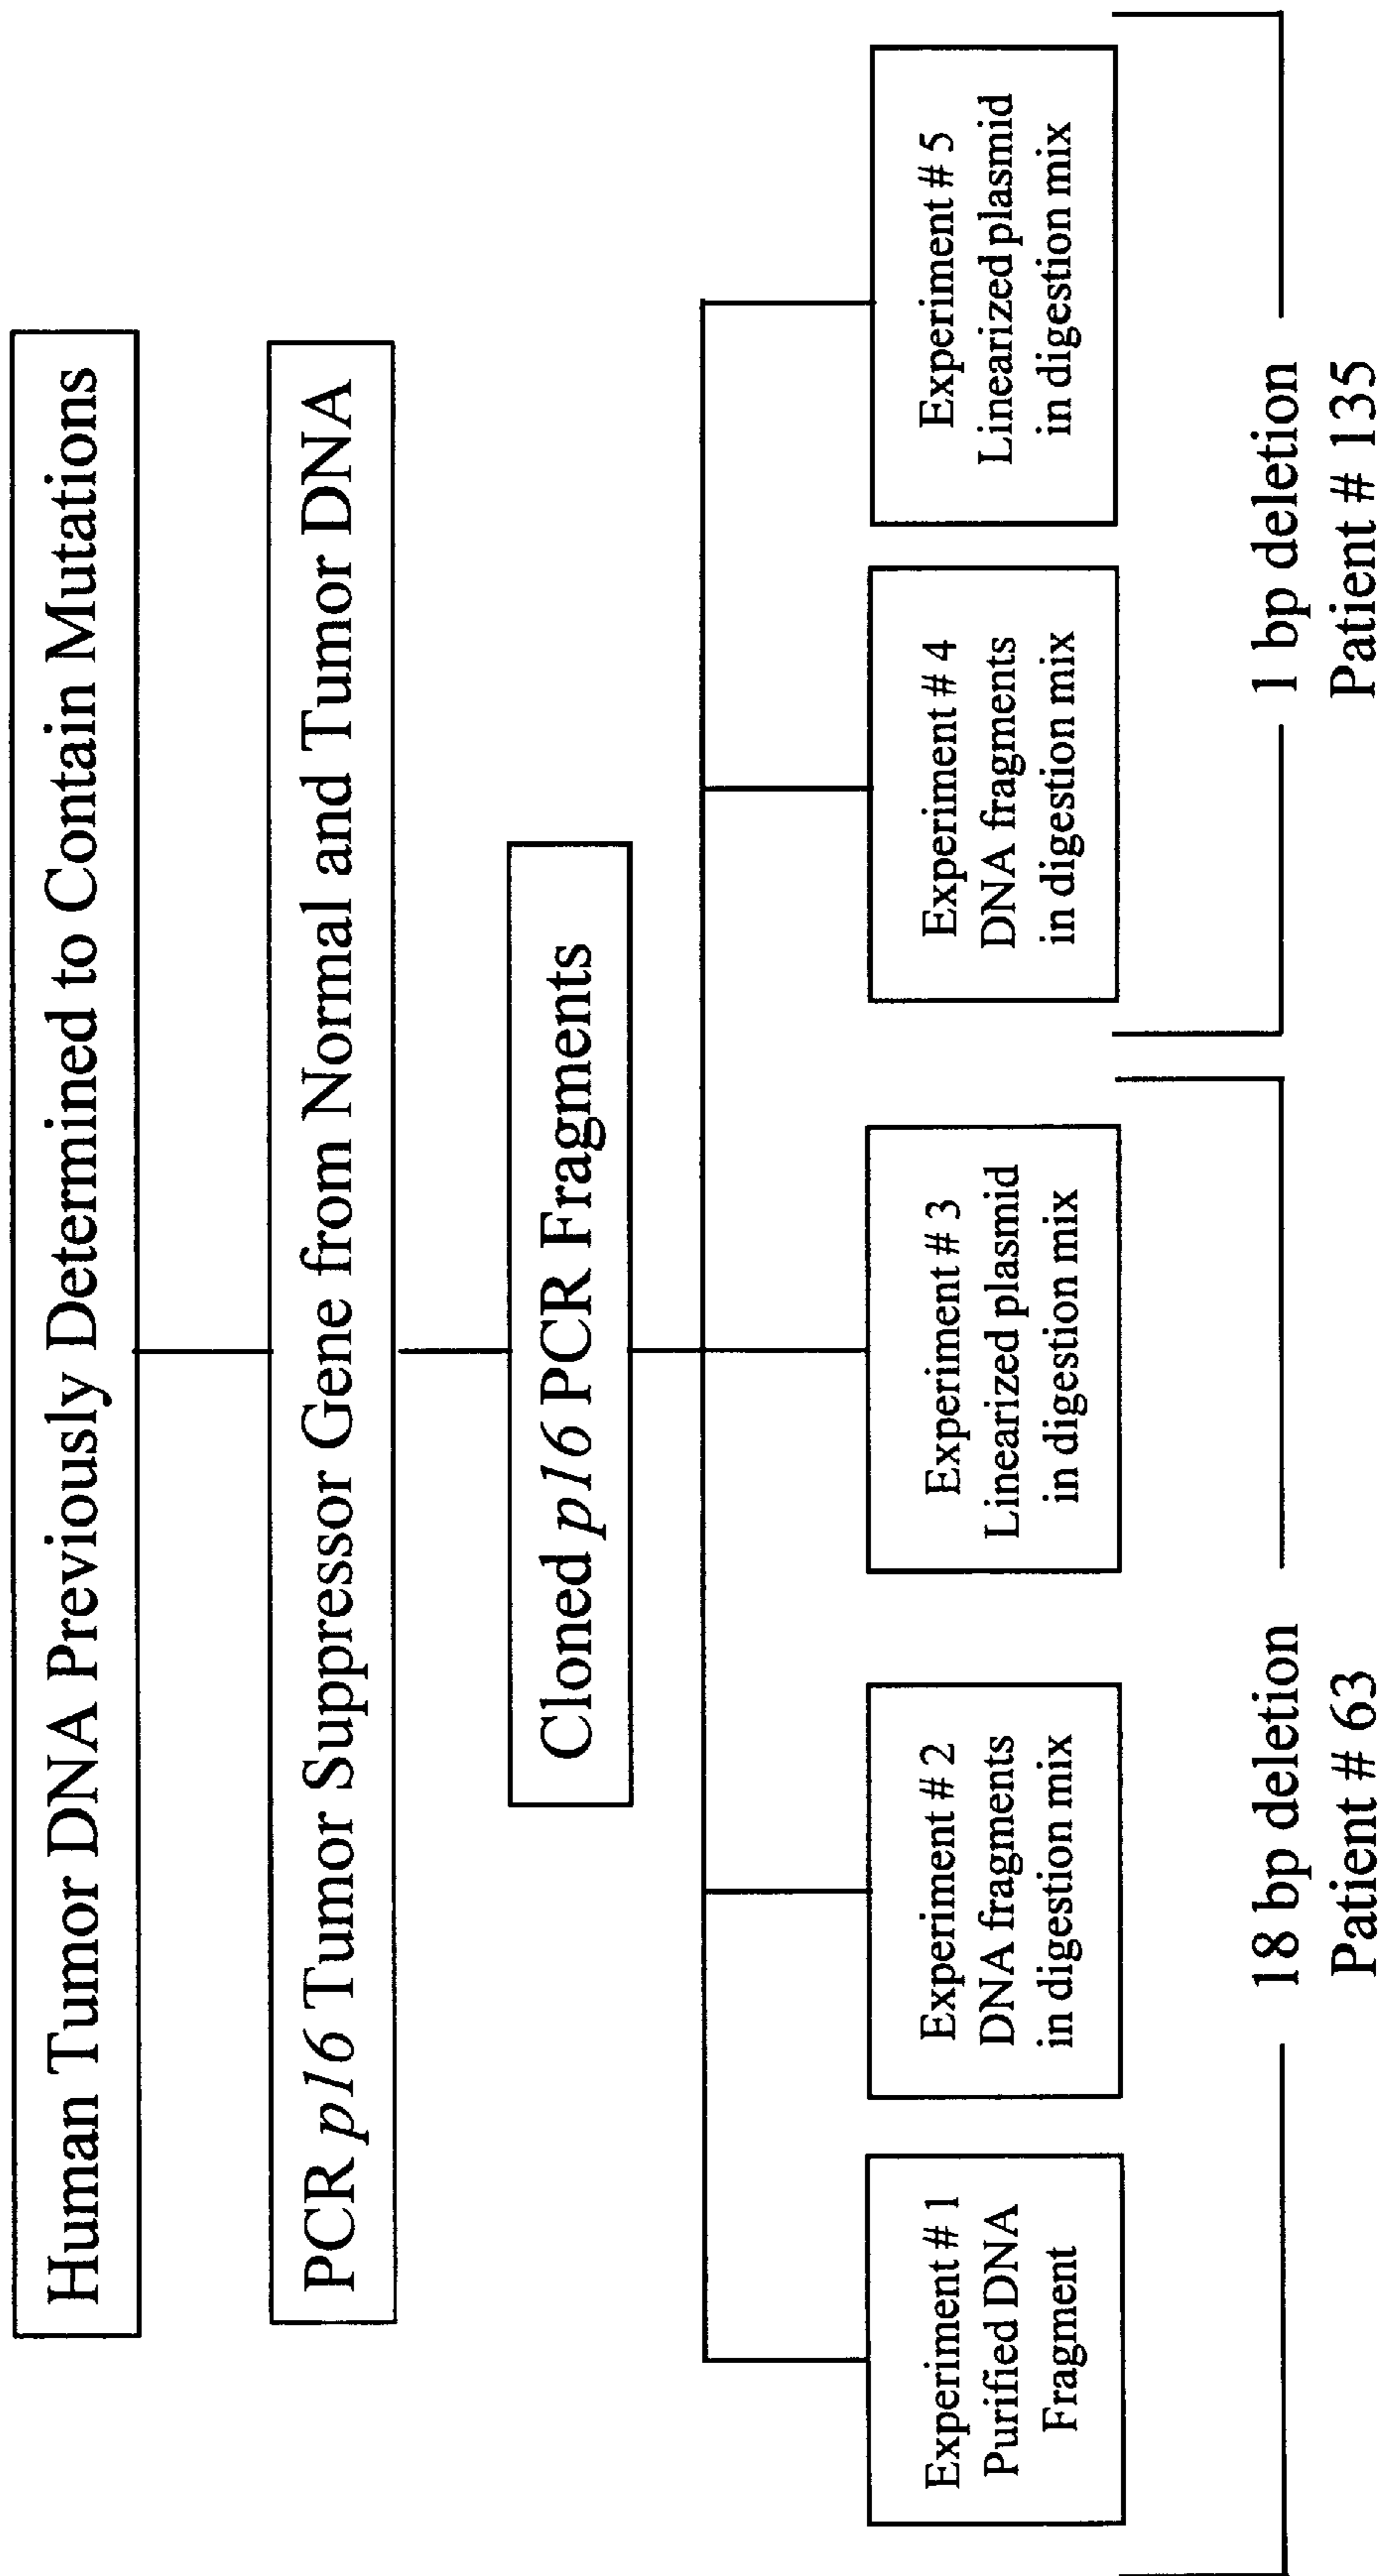 Human Tumor DNA Previously Determined to Contain Mutations
PCR p16 Tumor Suppressor Gene from Normal and Tumor DNA
Cloned p16 PCR Fragments
Experiment # 1
Purified DNA
Fragment
Experiment # 2
DNA fragments
in digestion mix
Experiment # 3
Linearized plasmid
in digestion mix
Experiment # 4
DNA fragments
in digestion mix
Experiment # 5
Linearized plasmid
in digestion mix
18 bp deletion
Patient # 63
1 bp deletion
Patient # 135